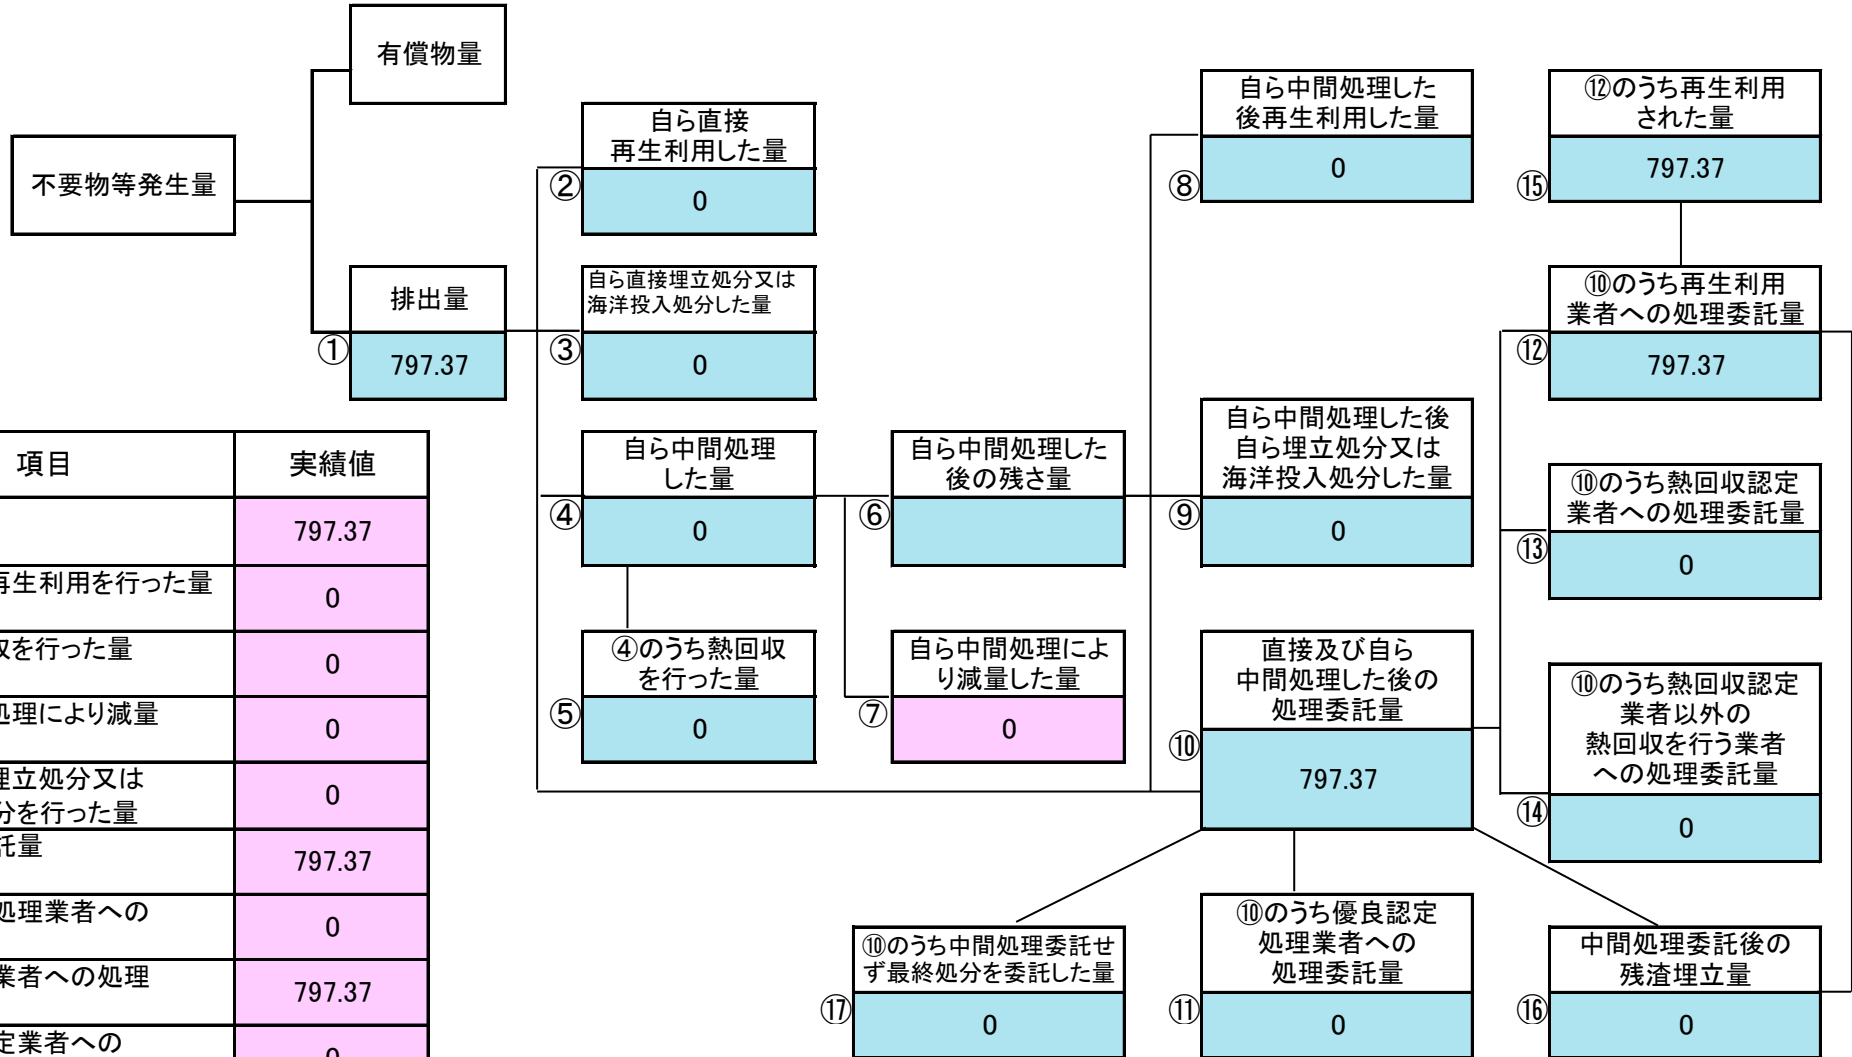 有償物量
不要物等発生量
排出量
①
797.37
自ら直接
再生利用した量
②
0
自ら直接埋立処分又は
海洋投入処分した量
③
0
自ら中間処理
した量
④
0
④のうち熱回収
を行った量
⑤
0
自ら中間処理した
後の残さ量
⑥
自ら中間処理によ
り減量した量
⑦
0
自ら中間処理した
後再生利用した量
⑧
0
自ら中間処理した後
自ら埋立処分又は
海洋投入処分した量
⑨
0
直接及び自ら
中間処理した後の
処理委託量
⑩
797.37
⑫のうち再生利用
された量
⑮
797.37
⑩のうち再生利用
業者への処理委託量
⑫
797.37
⑩のうち熱回収認定
業者への処理委託量
⑬
0
⑩のうち熱回収認定
業者以外の
熱回収を行う業者
への処理委託量
⑭
0
⑩のうち中間処理委託せ
ず最終処分を委託した量
⑰
0
⑩のうち優良認定
処理業者への
処理委託量
⑪
0
中間処理委託後の
残渣埋立量
⑯
0
項目
実績値
797.37
再生利用を行った量
0
を行った量
0
処理により減量
0
埋立処分又は
分を行った量
0
託量
797.37
処理業者への
0
業者への処理
797.37
定業者への
0